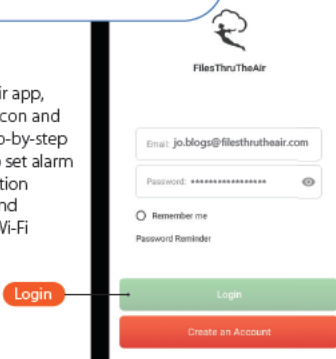 FilesThruTheAir
ir app,
con and
o-by-step
set alarm
tion
nd
Wi-Fi
Email: jo.blogs@filesthrutheair.com
Password: *****************
Remember me
Password Reminder
Login
Login
Create an Account